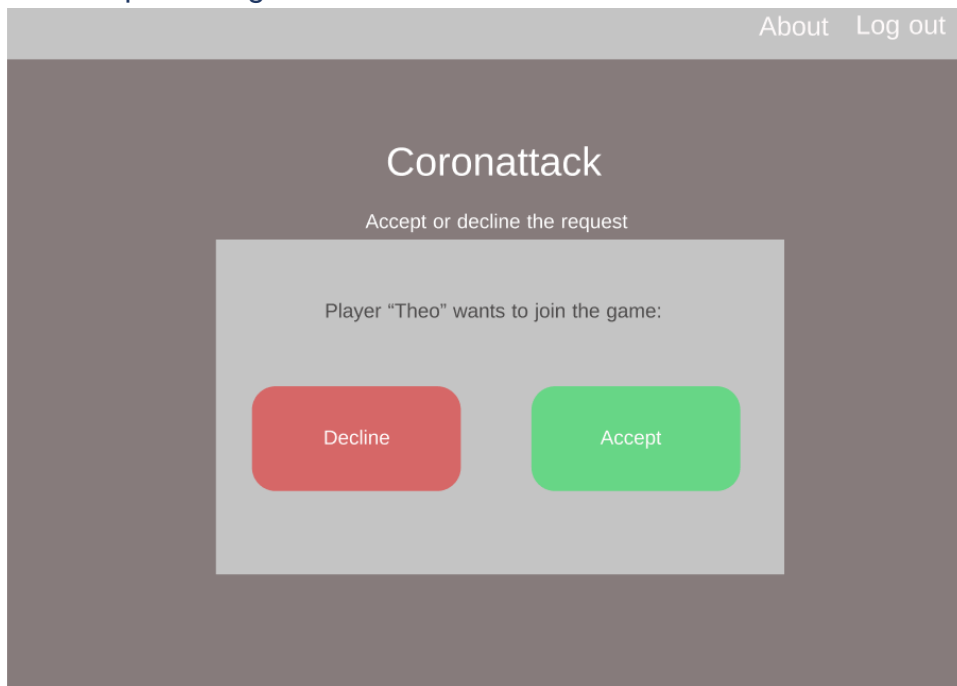 About Log out
Coronattack
Accept or decline the request
Player “Theo” wants to join the game:
Decline Accept